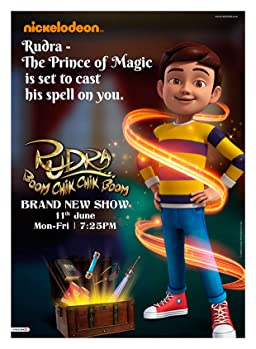 nickelodeon
Rudra -
The Prince of Magic
is set to cast
his spell on you.
RUDRA
BOOM CHIK CHIK BOOM
BRAND NEW SHOW
11th June
Mon-Fri | 7:25PM